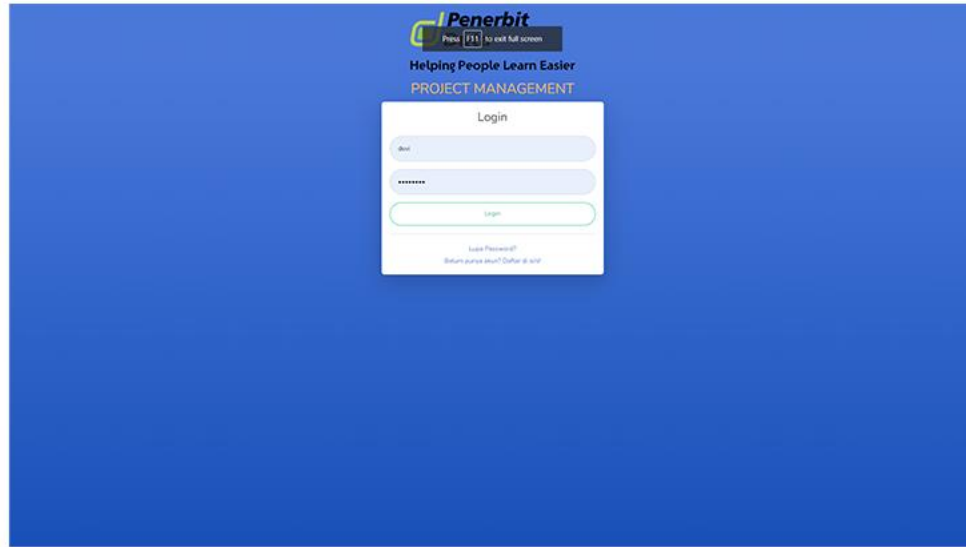 Penerbit
Press F11 to exit full screen
Helping People Learn Easier
PROJECT MANAGEMENT
Login
Login
Lupa Password?
Belum punya akun? Daftar di sini!